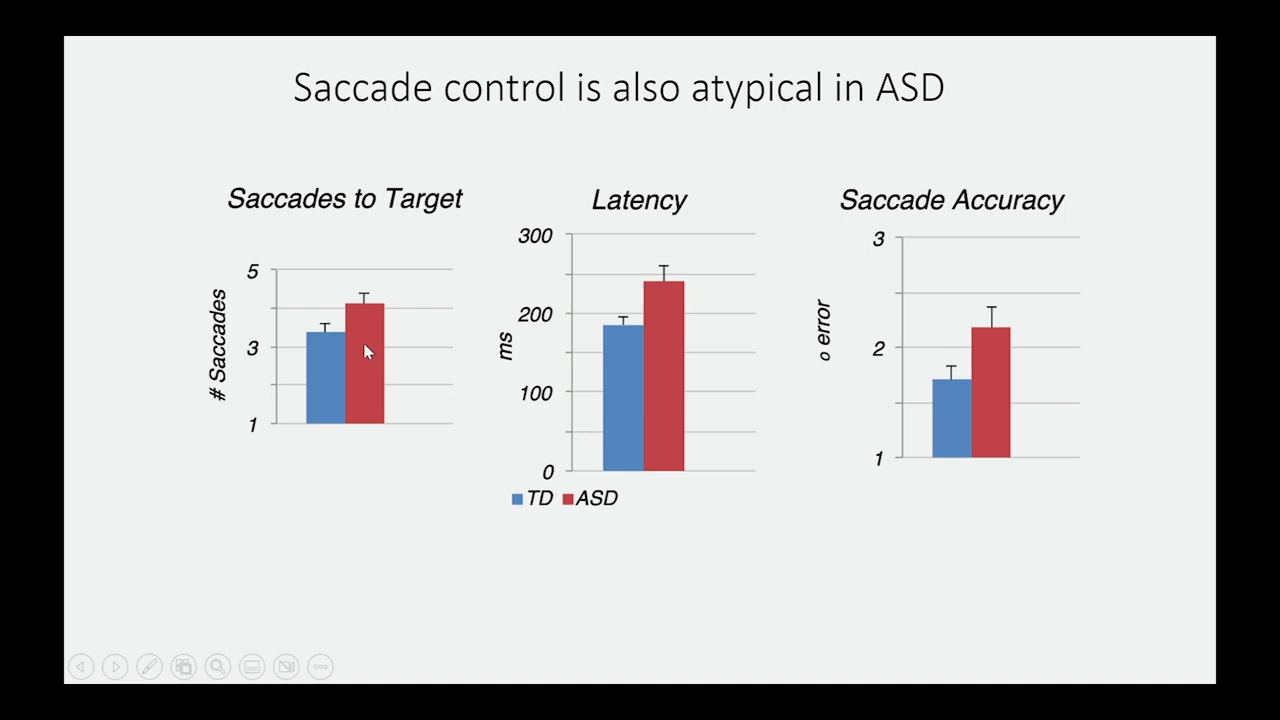 Saccade control is also atypical in ASD
Saccades to Target
# Saccades
5
3
1
Latency
ms
300
200
100
0
TD ASD
Saccade Accuracy
o error
3
2
1